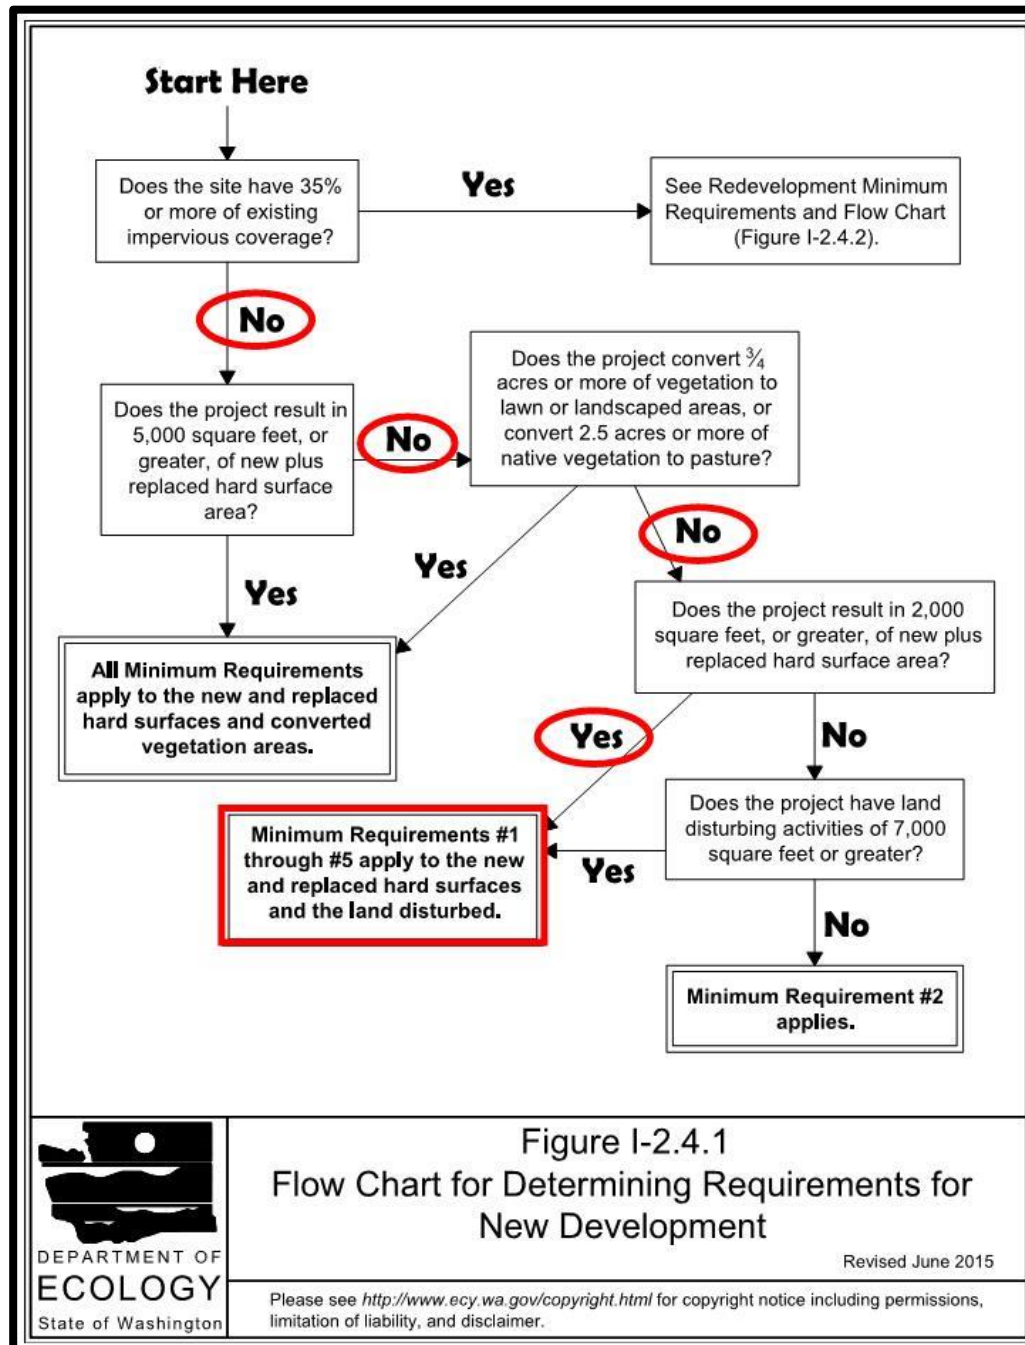 Start Here
Does the site have 35%
or more of existing
impervious coverage?
Yes
See Redevelopment Minimum
Requirements and Flow Chart
(Figure I-2.4.2).
No
Does the project result in
5,000 square feet, or
greater, of new plus
replaced hard surface
area?
No
Does the project convert ¾
acres or more of vegetation to
lawn or landscaped areas, or
convert 2.5 acres or more of
native vegetation to pasture?
Yes
Yes
No
All Minimum Requirements
apply to the new and replaced
hard surfaces and converted
vegetation areas.
Does the project result in 2,000
square feet, or greater, of new plus
replaced hard surface area?
Yes
No
Minimum Requirements #1
through #5 apply to the new
and replaced hard surfaces
and the land disturbed.
Yes
Does the project have land
disturbing activities of 7,000
square feet or greater?
No
Minimum Requirement #2
applies.
DEPARTMENT OF
ECOLOGY
State of Washington
Figure I-2.4.1
Flow Chart for Determining Requirements for
New Development
Revised June 2015
Please see http://www.ecy.wa.gov/copyright.html for copyright notice including permissions,
limitation of liability, and disclaimer.